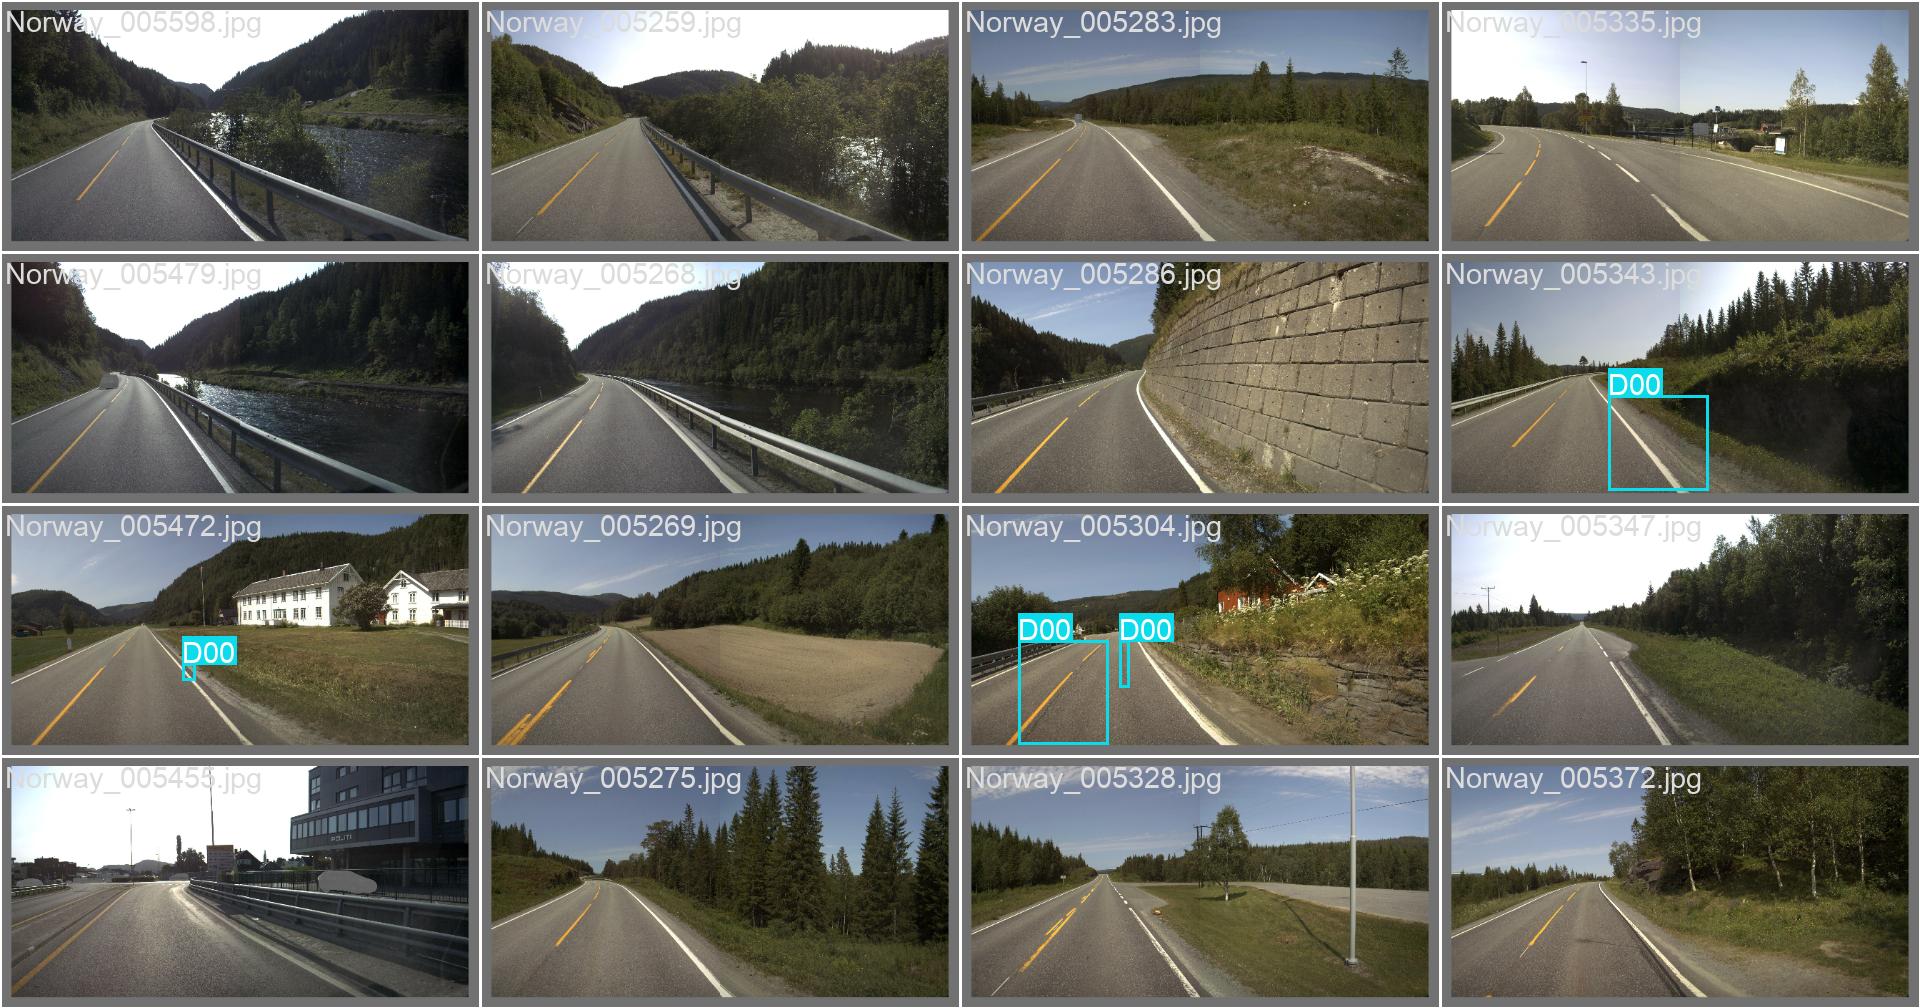 Norway_005598.jpg
Norway_005259.jpg
Norway_005283.jpg
Norway_005335.jpg
Norway_005479.jpg
Norway_005268.jpg
Norway_005286.jpg
Norway_005343.jpg
D00
Norway_005472.jpg
Norway_005269.jpg
Norway_005304.jpg
Norway_005347.jpg
D00
D00
D00
Norway_005455.jpg
Norway_005275.jpg
Norway_005328.jpg
Norway_005372.jpg
POLITI